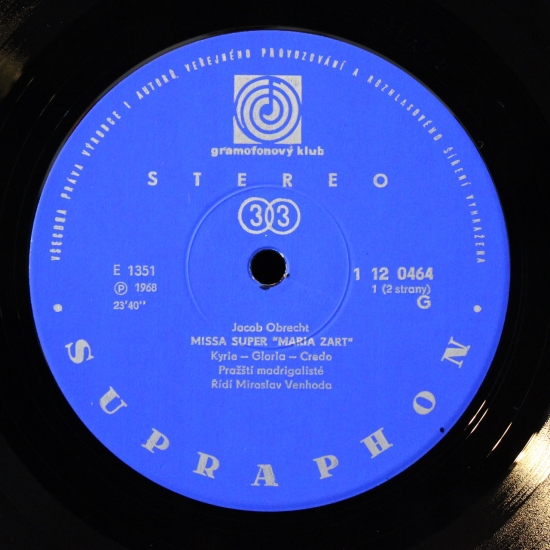 VŠECHNA PRÁVA VÝROBCE I AUTORŮ, VEŘEJNÉHO PROVOZOVÁNÍ A ROZHLASOVÉHO ŠÍŘENÍ VYHRAZENA
gramofonový klub
STEREO
33
E 1351
Ⓟ 1968
23'40"
1 12 0464
1 (2 strany)
G
Jacob Obrecht
MISSA SUPER "MARIA ZART"
Kyrie – Gloria – Credo
Pražští madrigalisté
Řídí Miroslav Venhoda
• SUPRAPHON •